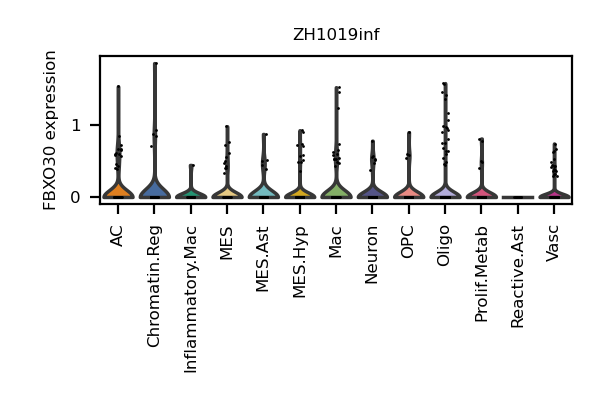 ZH1019inf
FBXO30 expression
1
0
AC
Chromatin.Reg
Inflammatory.Mac
MES
MES.Ast
MES.Hyp
Mac
Neuron
OPC
Oligo
Prolif.Metab
Reactive.Ast
Vasc